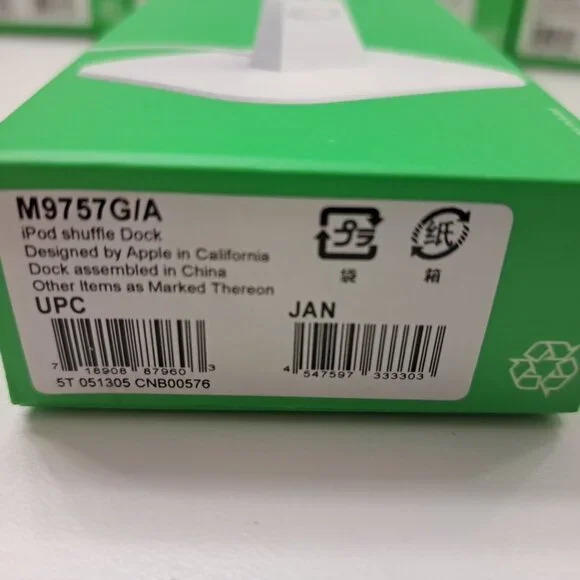 M9757G/A
iPod shuffle Dock
Designed by Apple in California
Dock assembled in China
Other Items as Marked Thereon
プラ
袋
紙
箱
UPC
7 18908 87960 3
5T 051305 CNB00576
JAN
4 547597 333303